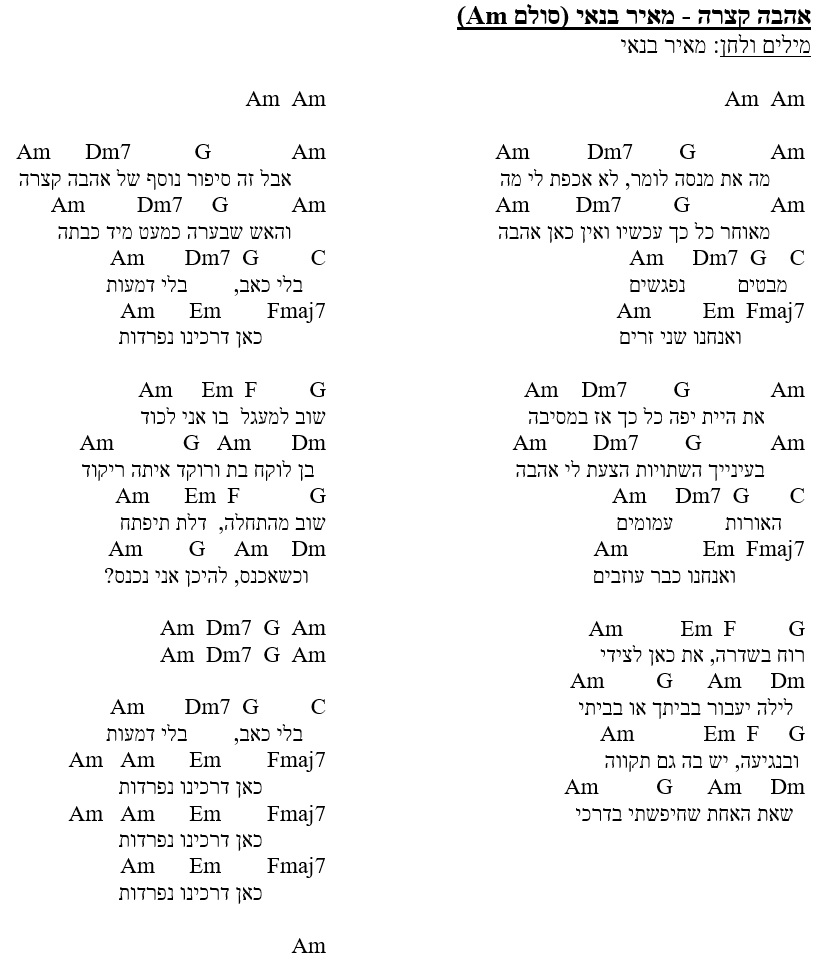 אהבה קצרה - מאיר בנאי (סולם Am)
מילים ולחן: מאיר בנאי
Am Am
Am Dm7 G Am
מה את מנסה לומר, לא אכפת לי מה
Am Dm7 G Am
מאוחר כל כך עכשיו ואין כאן אהבה
Am Dm7 G C
מבטים נפגשים
Am Em Fmaj7
ואנחנו שני זרים
Am Dm7 G Am
את היית יפה כל כך אז במסיבה
Am Dm7 G Am
בעינייך השתויות הצעת לי אהבה
Am Dm7 G C
האורות עמומים
Am Em Fmaj7
ואנחנו כבר עוזבים
Am Em F G
רוח בשדרה, את כאן לצידי
Am G Am Dm
לילה יעבור בביתך או בביתי
Am Em F G
ובנגיעה, יש בה גם תקווה
Am G Am Dm
שאת האחת שחיפשתי בדרכי
Am Am
Am Dm7 G Am
אבל זה סיפור נוסף של אהבה קצרה
Am Dm7 G Am
והאש שבערה כמעט מיד כבתה
Am Dm7 G C
בלי כאב, בלי דמעות
Am Em Fmaj7
כאן דרכינו נפרדות
Am Em F G
שוב למעגל בו אני לכוד
Am G Am Dm
בן לוקח בת ורוקד איתה ריקוד
Am Em F G
שוב מהתחלה, דלת תיפתח
Am G Am Dm
וכשאכנס, להיכן אני נכנס?
Am Dm7 G Am
Am Dm7 G Am
Am Dm7 G C
בלי כאב, בלי דמעות
Am Am Em Fmaj7
כאן דרכינו נפרדות
Am Am Em Fmaj7
כאן דרכינו נפרדות
Am Em Fmaj7
כאן דרכינו נפרדות
Am